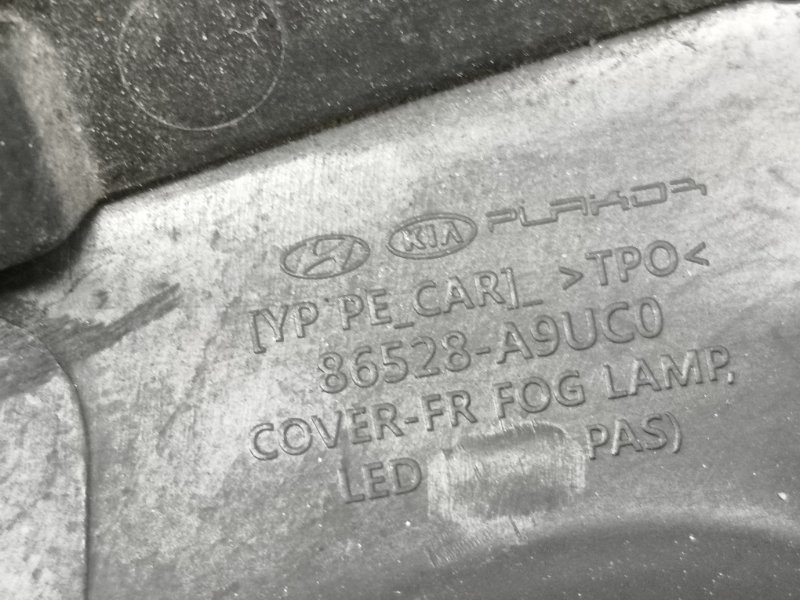 KIA PLAKOR
[YP PE_CAR]_ >TPO<
86528-A9UC0
COVER-FR FOG LAMP,
LED PAS)